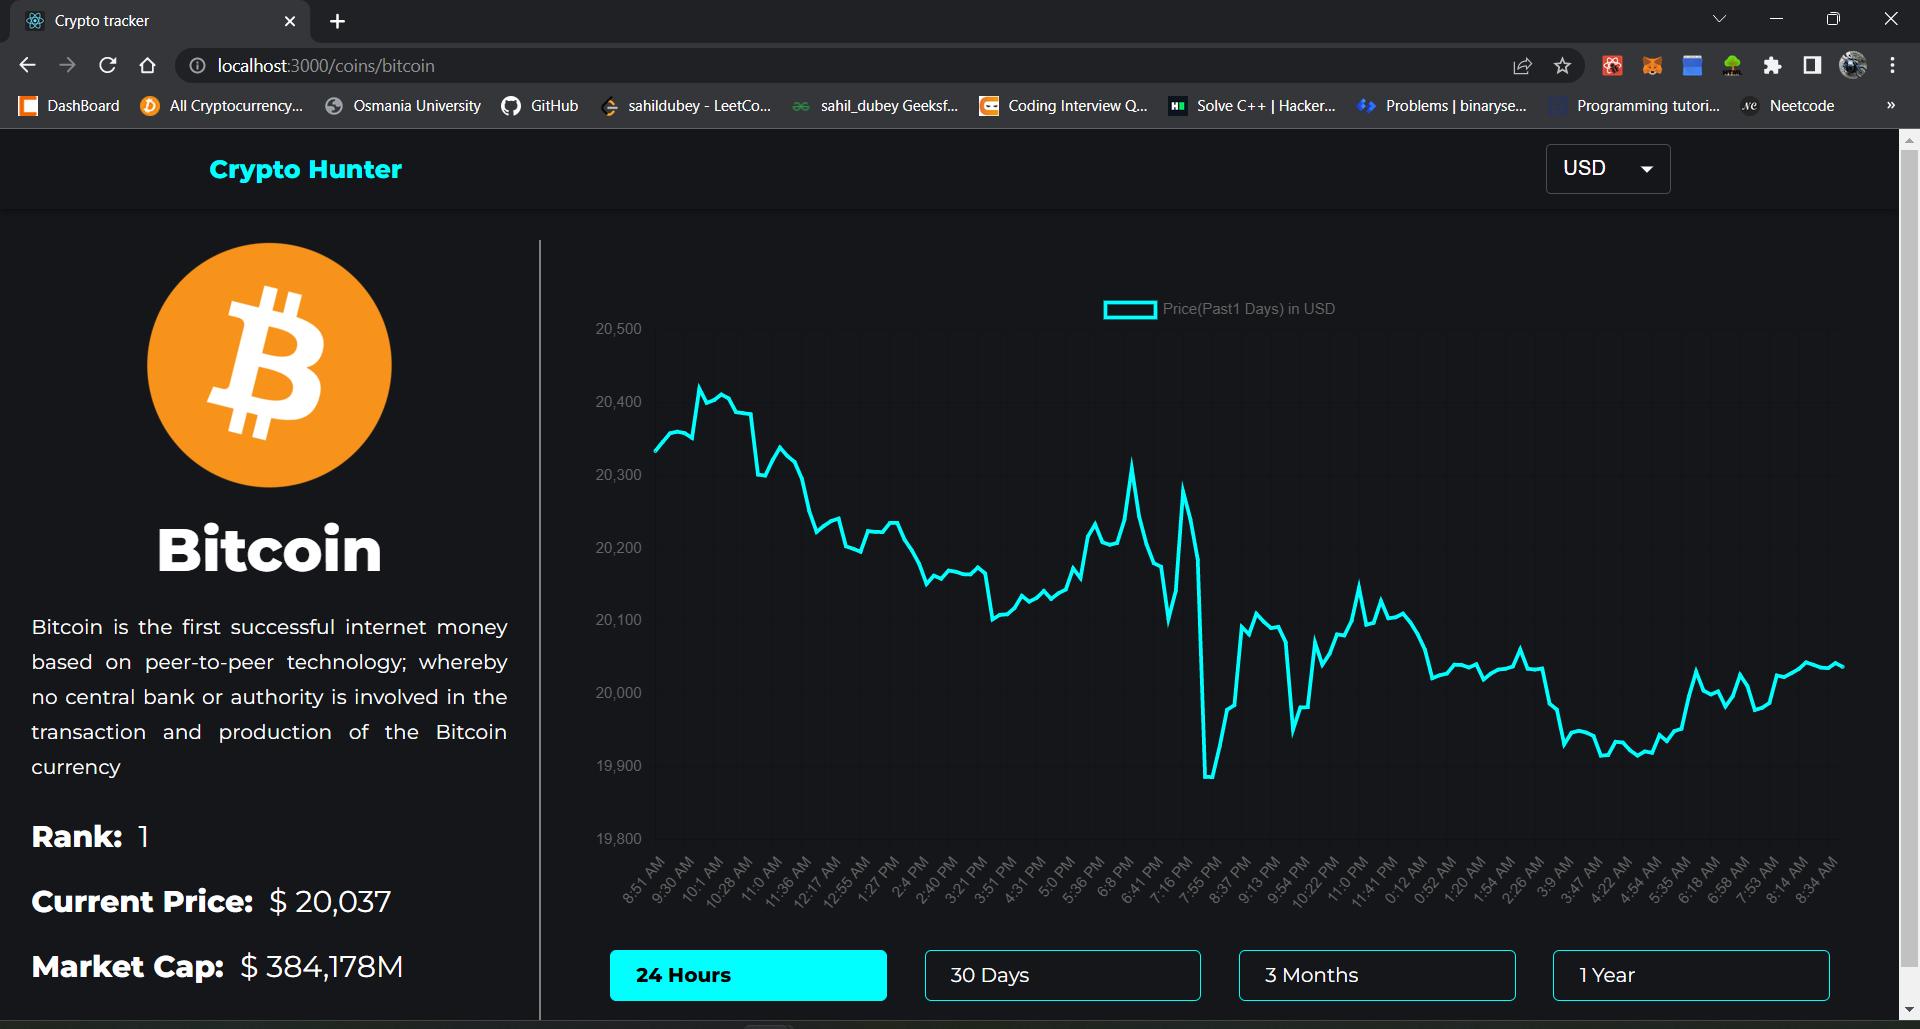 Crypto tracker
localhost:3000/coins/bitcoin
DashBoard
All Cryptocurrency...
Osmania University
GitHub
sahildubey - LeetCo...
sahil_dubey Geeksf...
Coding Interview Q...
Solve C++ | Hacker...
Problems | binaryse...
Programming tutori...
Neetcode
»
Crypto Hunter
USD
Bitcoin
Bitcoin is the first successful internet money
based on peer-to-peer technology; whereby
no central bank or authority is involved in the
transaction and production of the Bitcoin
currency
Rank: 1
Current Price: $ 20,037
Market Cap: $ 384,178M
Price(Past1 Days) in USD
20,500
20,400
20,300
20,200
20,100
20,000
19,900
19,800
8:51 AM
9:30 AM
10:1 AM
10:28 AM
11:0 AM
11:36 AM
12:17 AM
12:55 AM
1:27 PM
2:4 PM
2:40 PM
3:21 PM
3:51 PM
4:31 PM
5:0 PM
5:36 PM
6:8 PM
6:41 PM
7:16 PM
7:55 PM
8:37 PM
9:13 PM
9:54 PM
10:22 PM
11:0 PM
11:41 PM
0:12 AM
0:52 AM
1:20 AM
1:54 AM
2:26 AM
3:9 AM
3:47 AM
4:22 AM
4:54 AM
5:35 AM
6:18 AM
6:58 AM
7:53 AM
8:14 AM
8:34 AM
24 Hours
30 Days
3 Months
1 Year